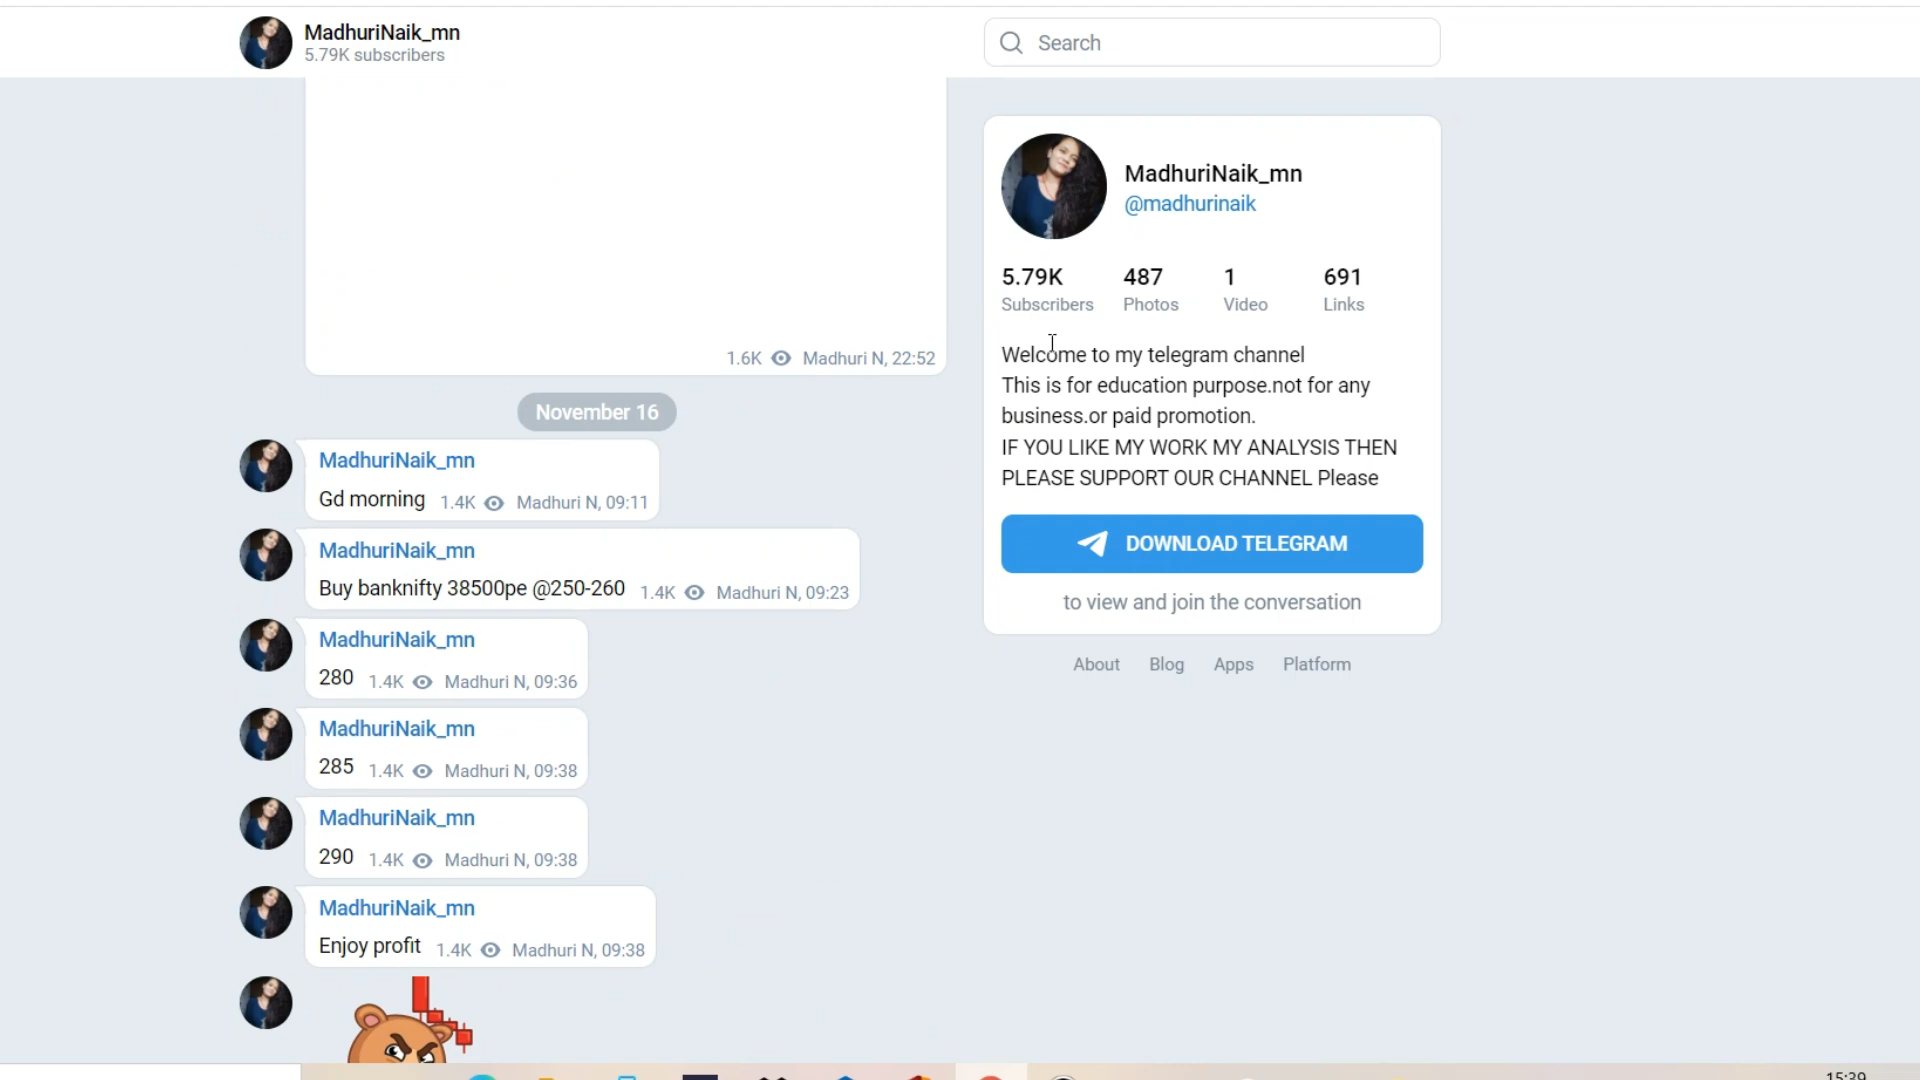 MadhuriNaik_mn
5.79K subscribers
Search
1.6K Madhuri N, 22:52
November 16
MadhuriNaik_mn
Gd morning 1.4K Madhuri N, 09:11
MadhuriNaik_mn
Buy banknifty 38500pe @250-260 1.4K Madhuri N, 09:23
MadhuriNaik_mn
280 1.4K Madhuri N, 09:36
MadhuriNaik_mn
285 1.4K Madhuri N, 09:38
MadhuriNaik_mn
290 1.4K Madhuri N, 09:38
MadhuriNaik_mn
Enjoy profit 1.4K Madhuri N, 09:38
MadhuriNaik_mn
@madhurinaik
5.79K 487 1 691
Subscribers Photos Video Links
Welcome to my telegram channel
This is for education purpose.not for any
business.or paid promotion.
IF YOU LIKE MY WORK MY ANALYSIS THEN
PLEASE SUPPORT OUR CHANNEL Please
DOWNLOAD TELEGRAM
to view and join the conversation
About Blog Apps Platform
15:39